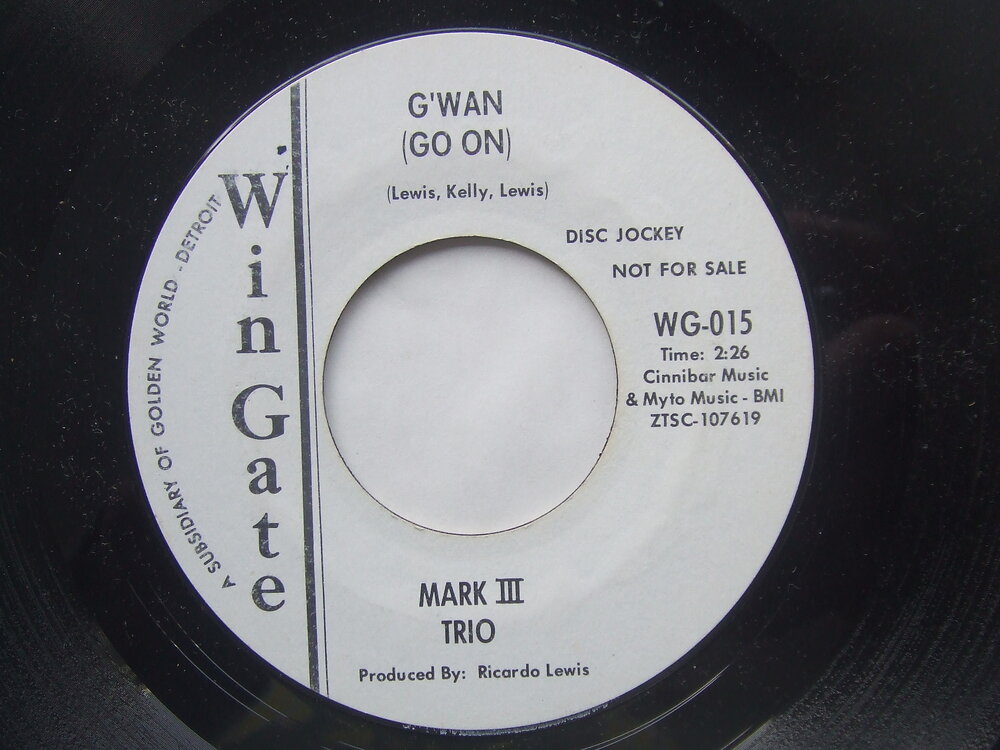 G'WAN
(GO ON)
(Lewis, Kelly, Lewis)
DISC JOCKEY
NOT FOR SALE
WG-015
Time: 2:26
Cinnibar Music
& Myto Music - BMI
ZTSC-107619
WinGate
A SUBSIDIARY OF GOLDEN WORLD - DETROIT
MARK III
TRIO
Produced By: Ricardo Lewis